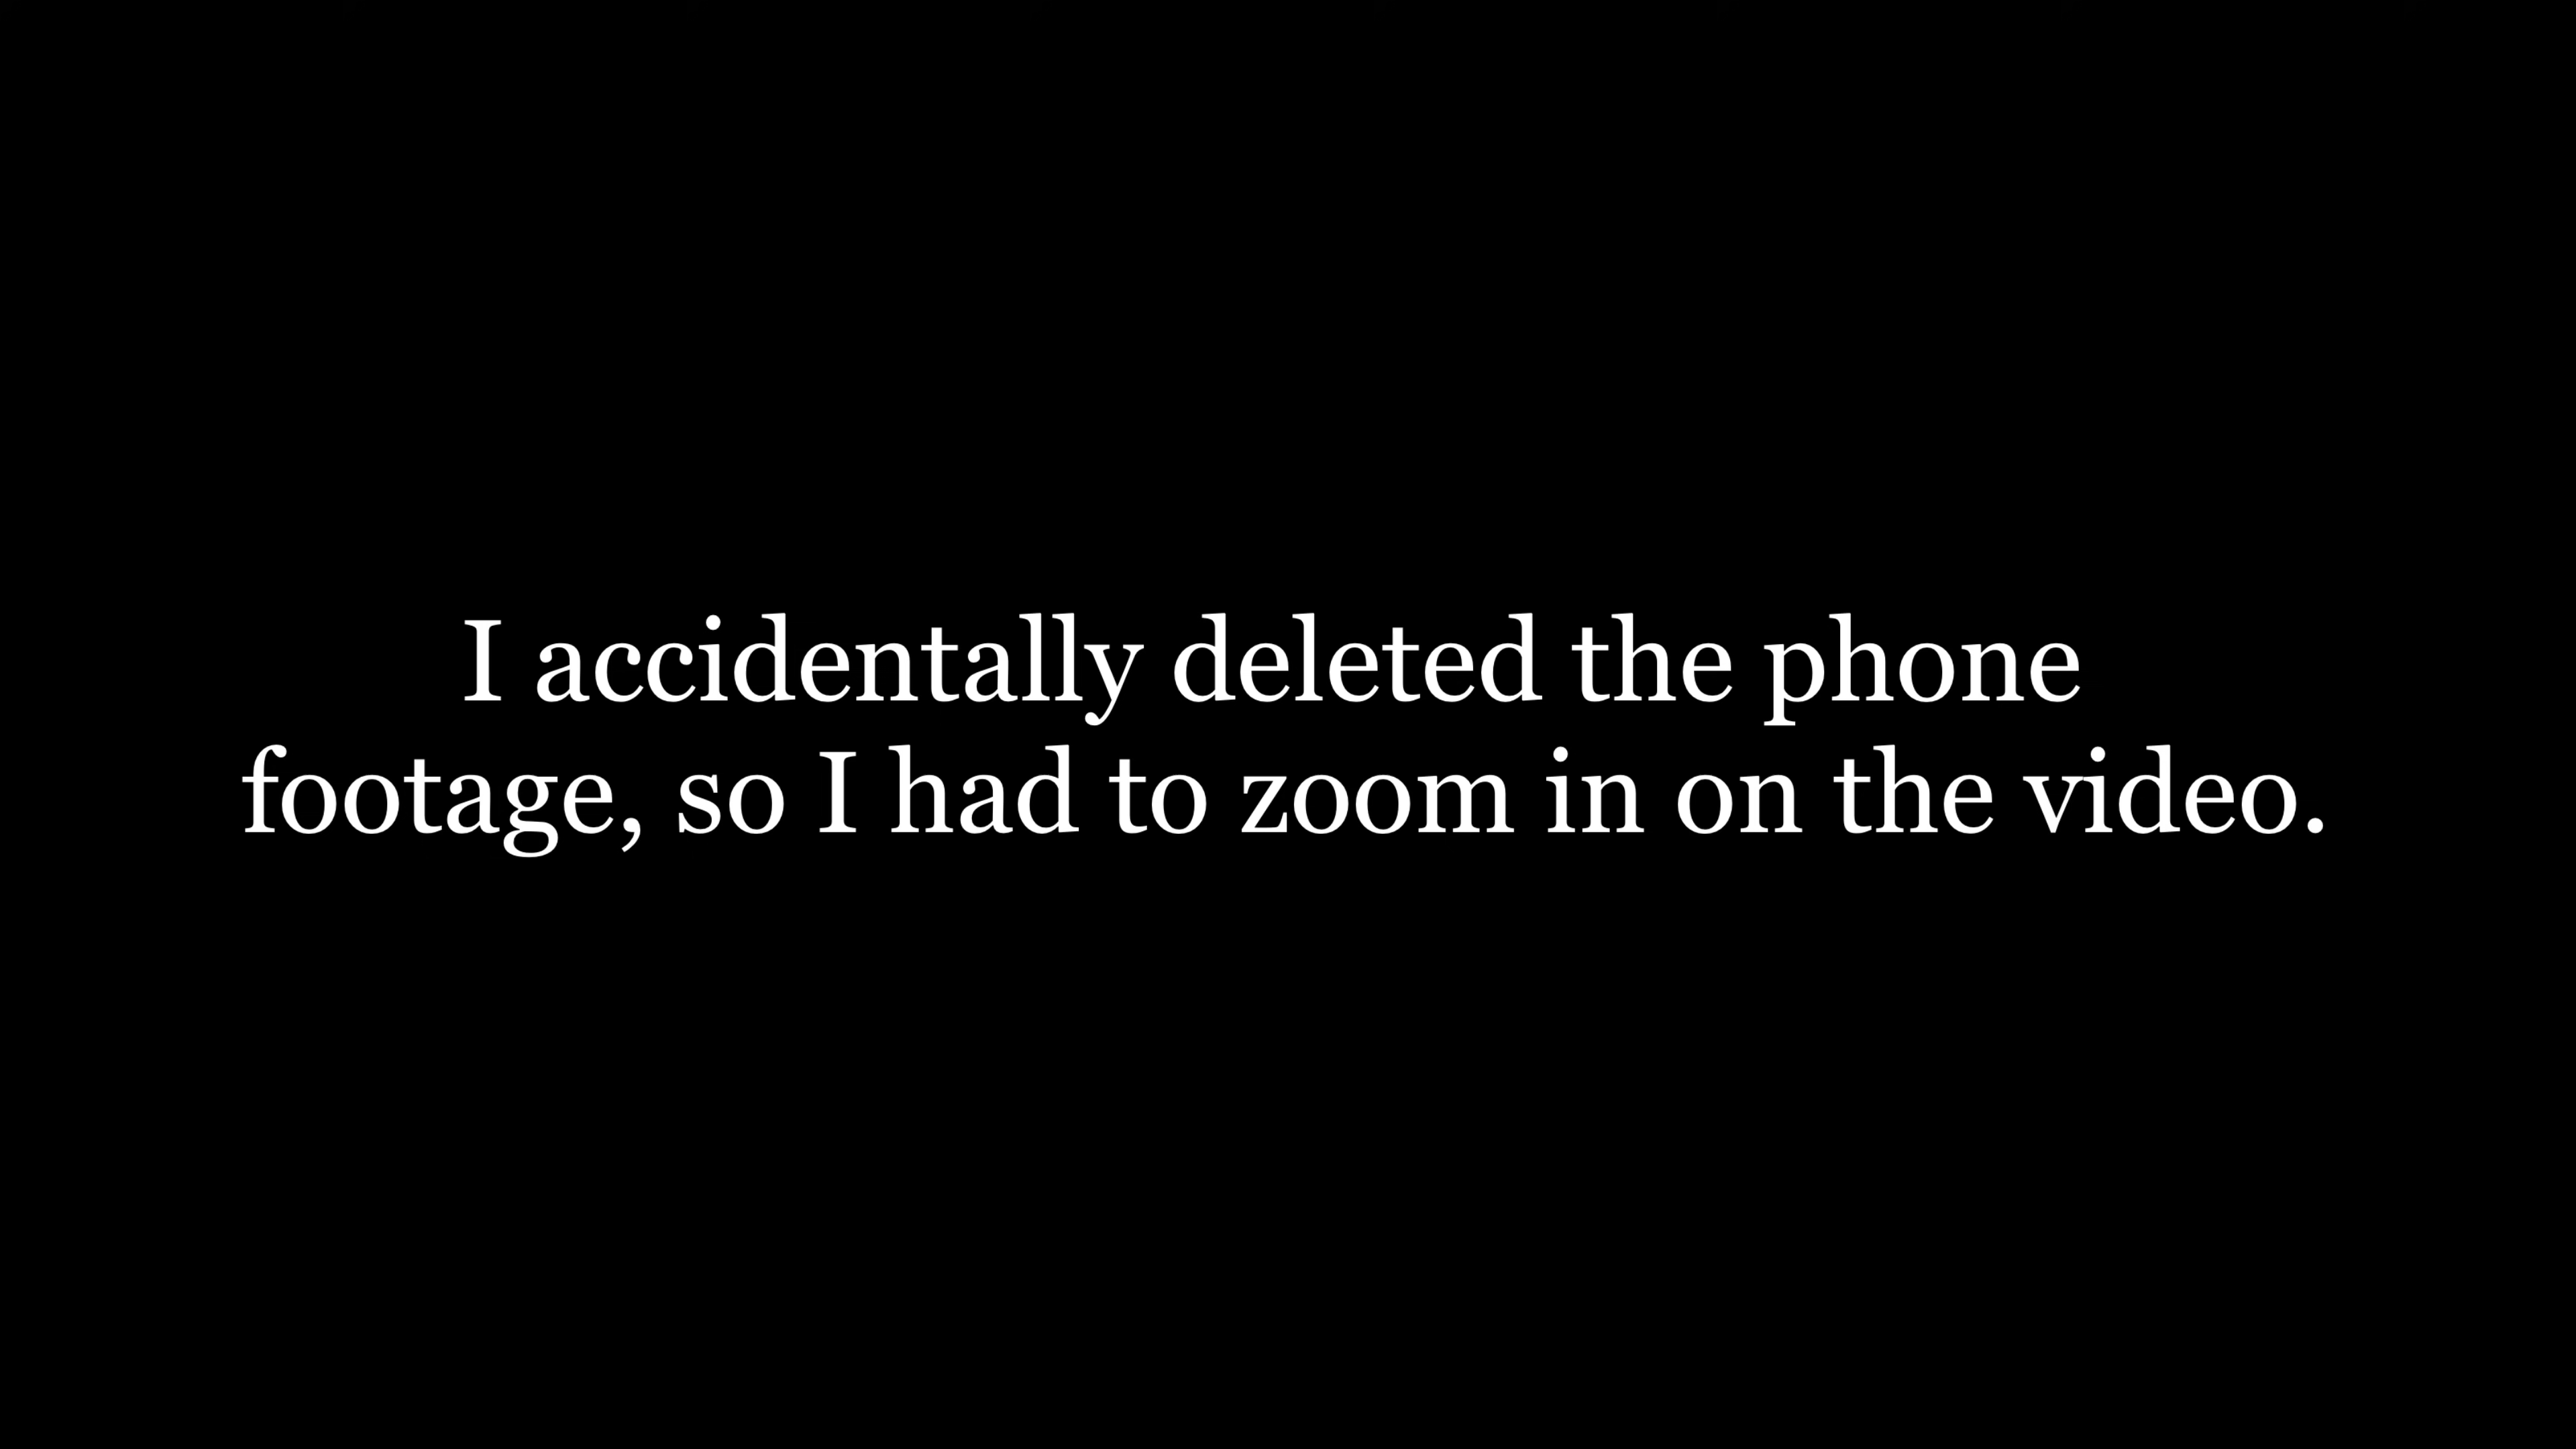 I accidentally deleted the phone
footage, so I had to zoom in on the video.